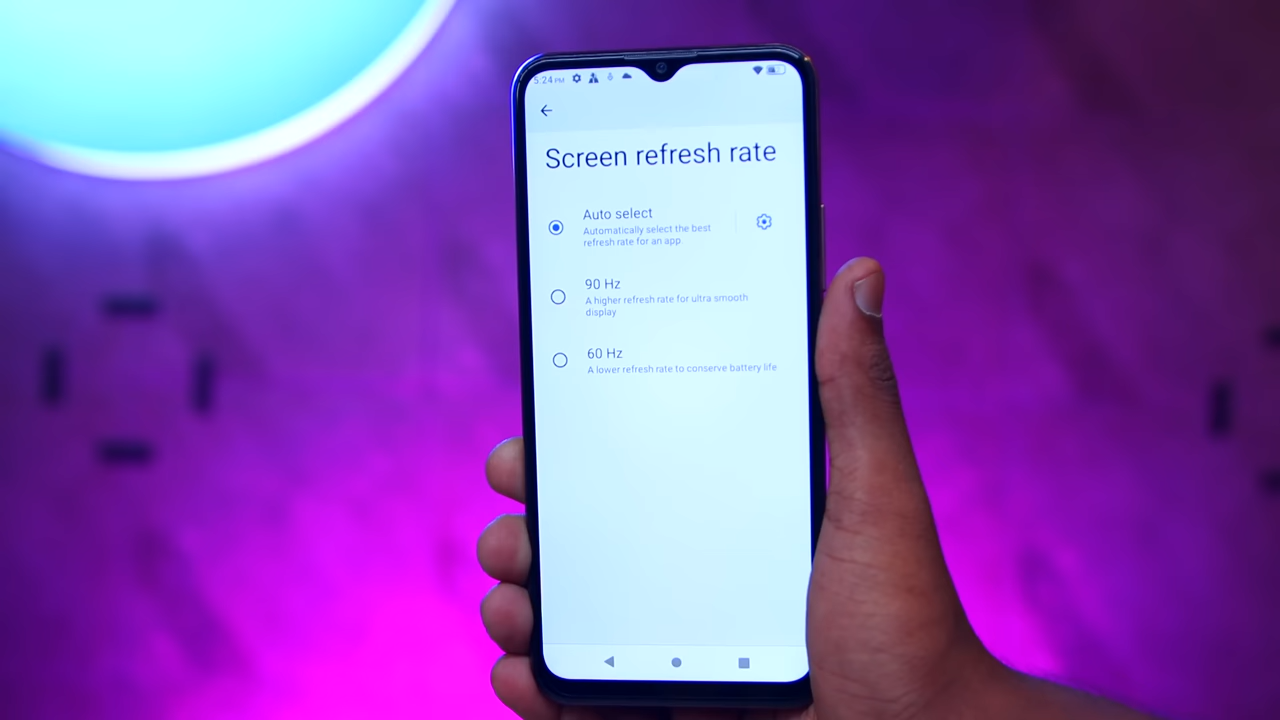 5:24 PM
Screen refresh rate
Auto select
Automatically select the best
refresh rate for an app.
90 Hz
A higher refresh rate for ultra smooth
display
60 Hz
A lower refresh rate to conserve battery life